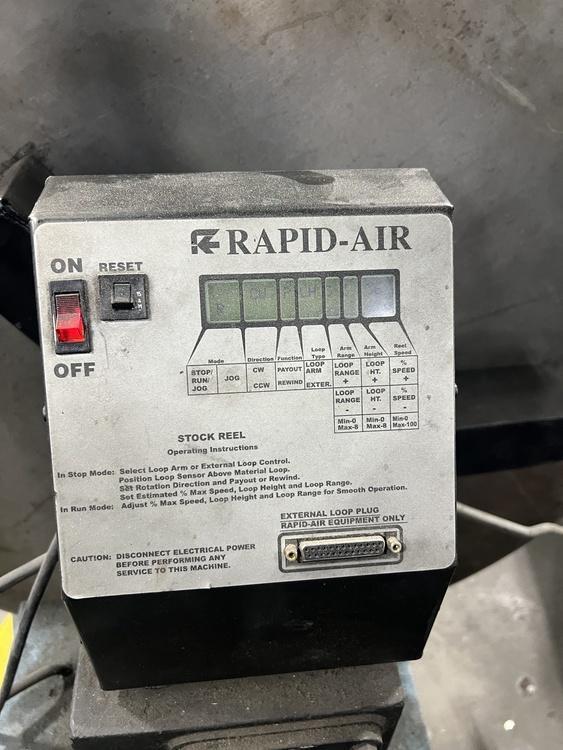 RAPID-AIR
ON
RESET
OFF
R CW P LH
Mode Direction Function Loop Type Arm Range Arm Height Reel Speed
STOP/ RUN/ JOG
JOG
CW
CCW
PAYOUT
REWIND
LOOP ARM
EXTER.
LOOP RANGE +
LOOP HT. +
% SPEED +
LOOP RANGE -
LOOP HT. -
% SPEED -
Min-0 Max-8
Min-0 Max-8
Min-0 Max-100
STOCK REEL
Operating Instructions
In Stop Mode: Select Loop Arm or External Loop Control.
Position Loop Sensor Above Material Loop.
Set Rotation Direction and Payout or Rewind.
Set Estimated % Max Speed, Loop Height and Loop Range.
In Run Mode: Adjust % Max Speed, Loop Height and Loop Range for Smooth Operation.
EXTERNAL LOOP PLUG
RAPID-AIR EQUIPMENT ONLY
CAUTION: DISCONNECT ELECTRICAL POWER
BEFORE PERFORMING ANY
SERVICE TO THIS MACHINE.